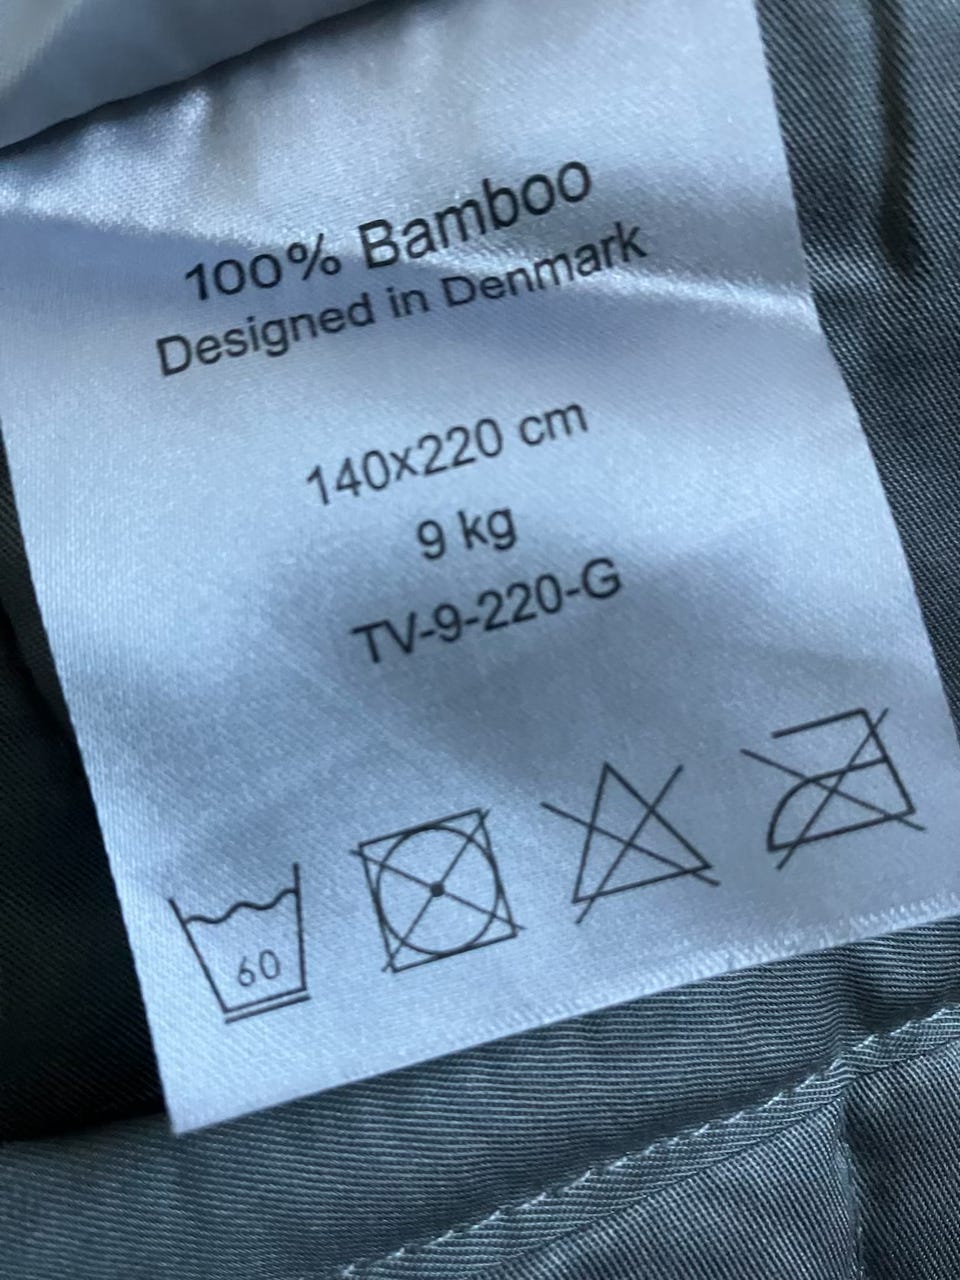 100% Bamboo
Designed in Denmark
140x220 cm
9 kg
TV-9-220-G
60